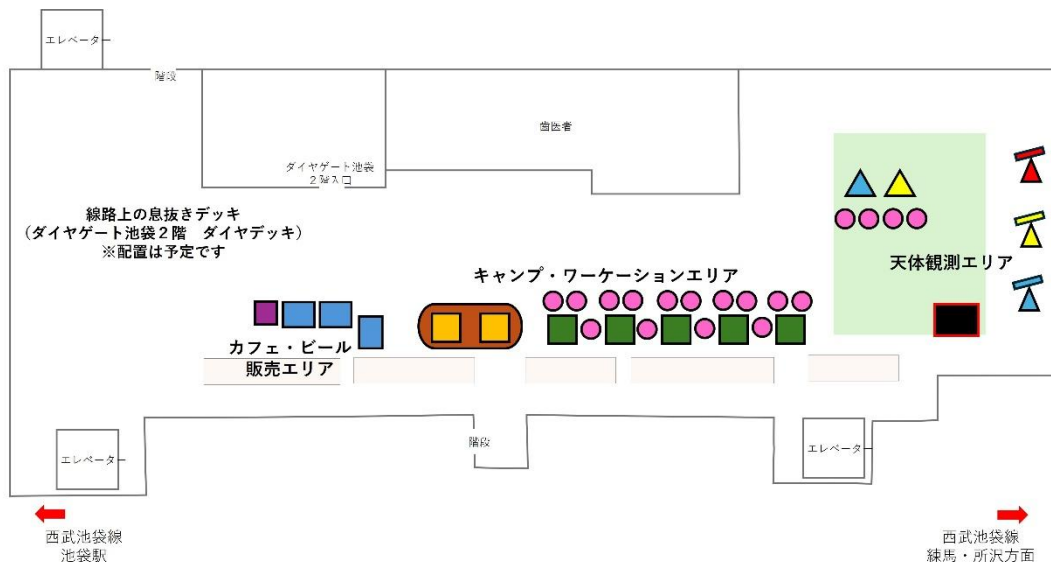 エレベーター
階段
歯医者
ダイヤゲート池袋
2階入口
線路上の息抜きデッキ
（ダイヤゲート池袋２階　ダイヤデッキ）
※配置は予定です
天体観測エリア
キャンプ・ワーケーションエリア
カフェ・ビール
販売エリア
階段
エレベーター
エレベーター
西武池袋線
池袋駅
西武池袋線
練馬・所沢方面